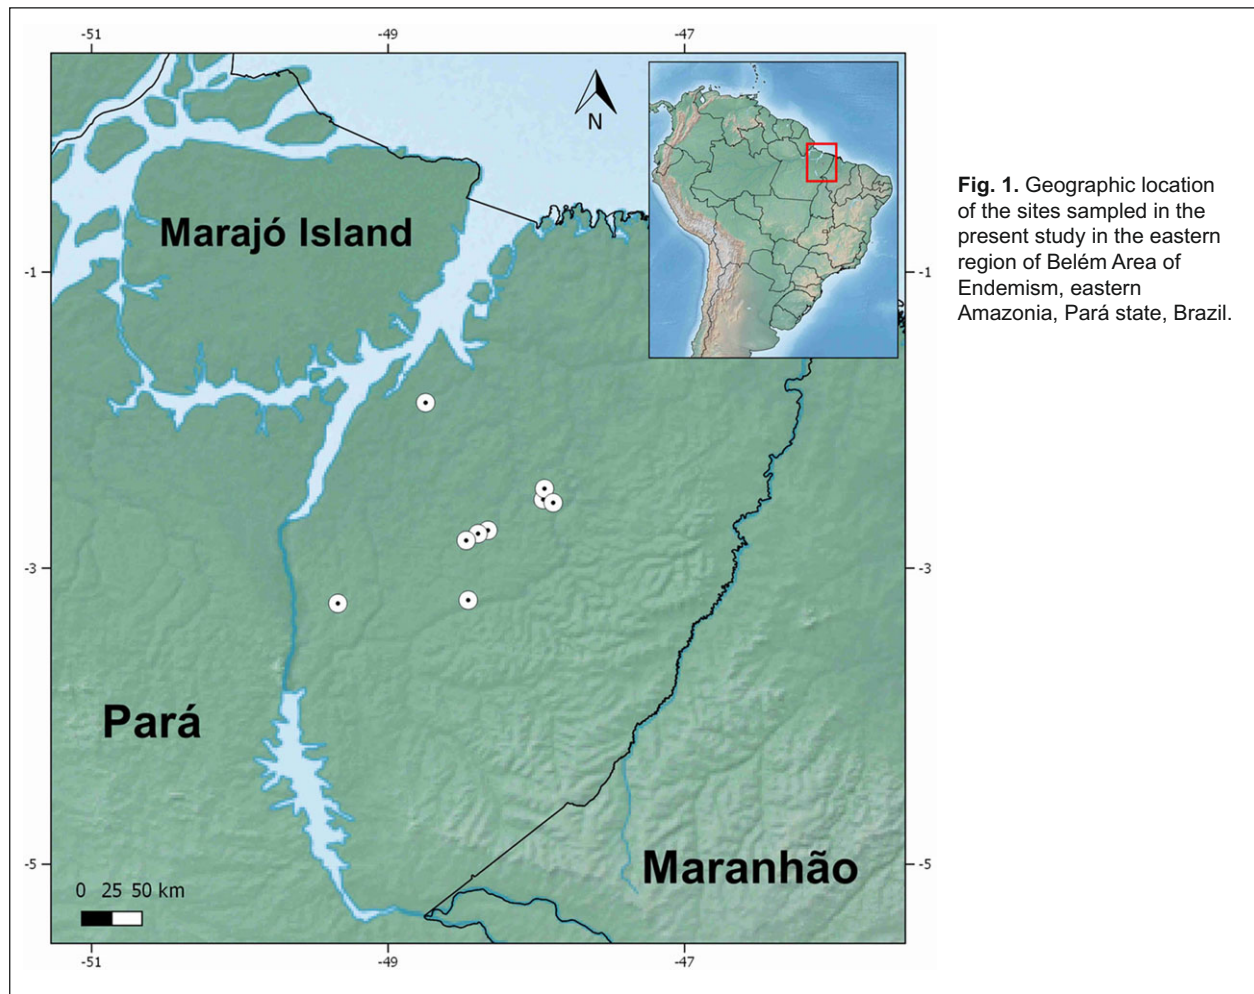 -51 -49 -47
N
Marajó Island
-1 -1
Fig. 1. Geographic location
of the sites sampled in the
present study in the eastern
region of Belém Area of
Endemism, eastern
Amazonia, Pará state, Brazil.
-3 -3
Pará
Maranhão
-5 -5
0 25 50 km
-51 -49 -47